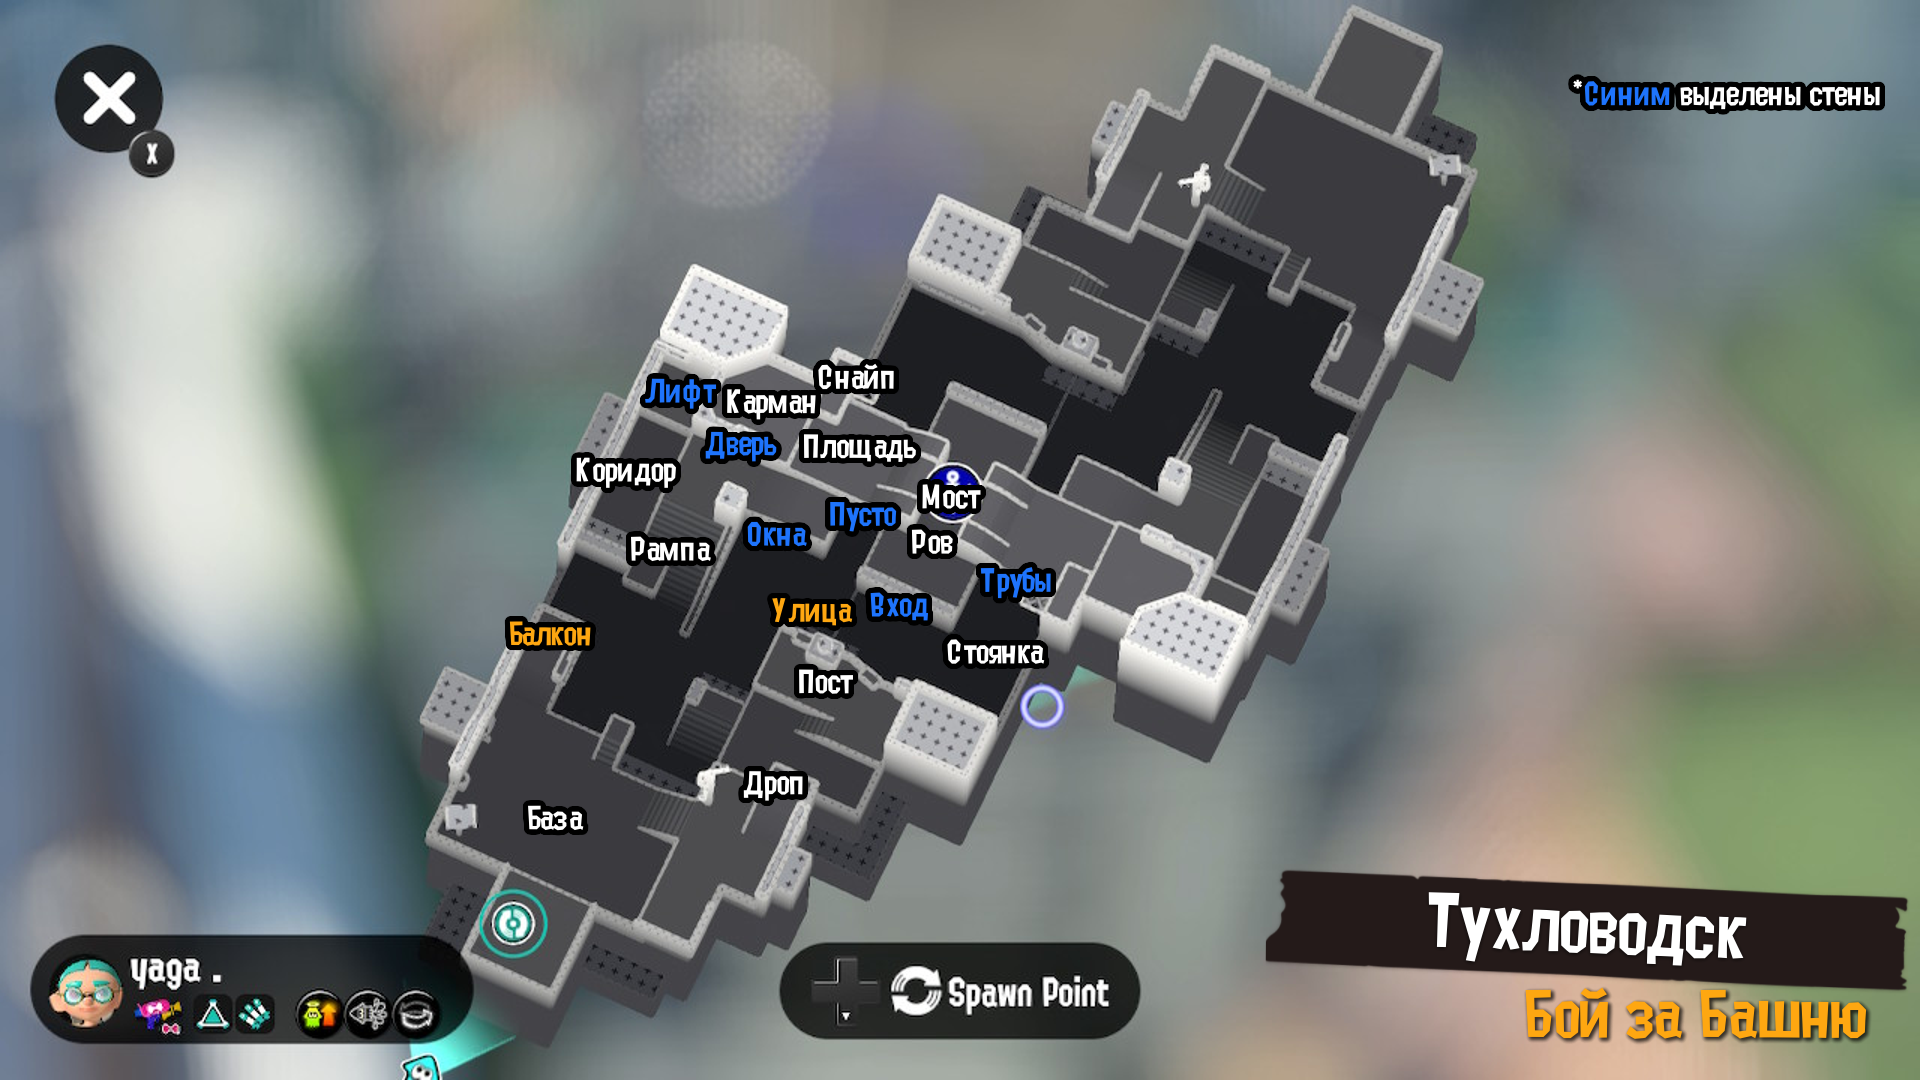 X
*Синим выделены стены
Снайп
Лифт
Карман
Дверь
Площадь
Коридор
Мост
Пусто
Окна
Ров
Рампа
Трубы
Улица
Вход
Балкон
Стоянка
Пост
Дроп
База
Тухловодск
Бой за Башню
yaga .
3
Spawn Point